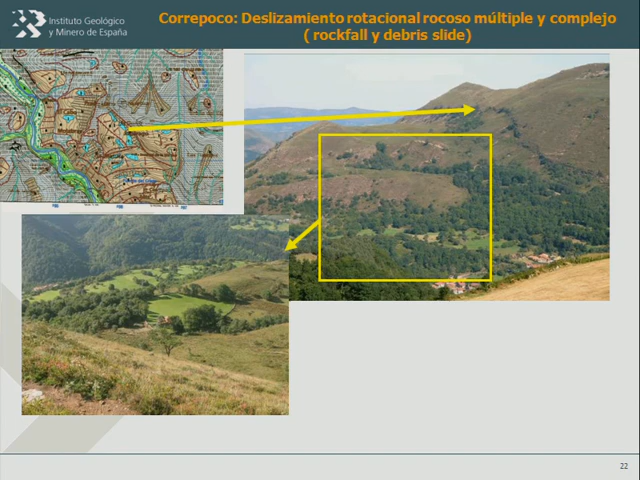 Instituto Geológico
y Minero de España
Correpoco: Deslizamiento rotacional rocoso múltiple y complejo
( rockfall y debris slide)
22